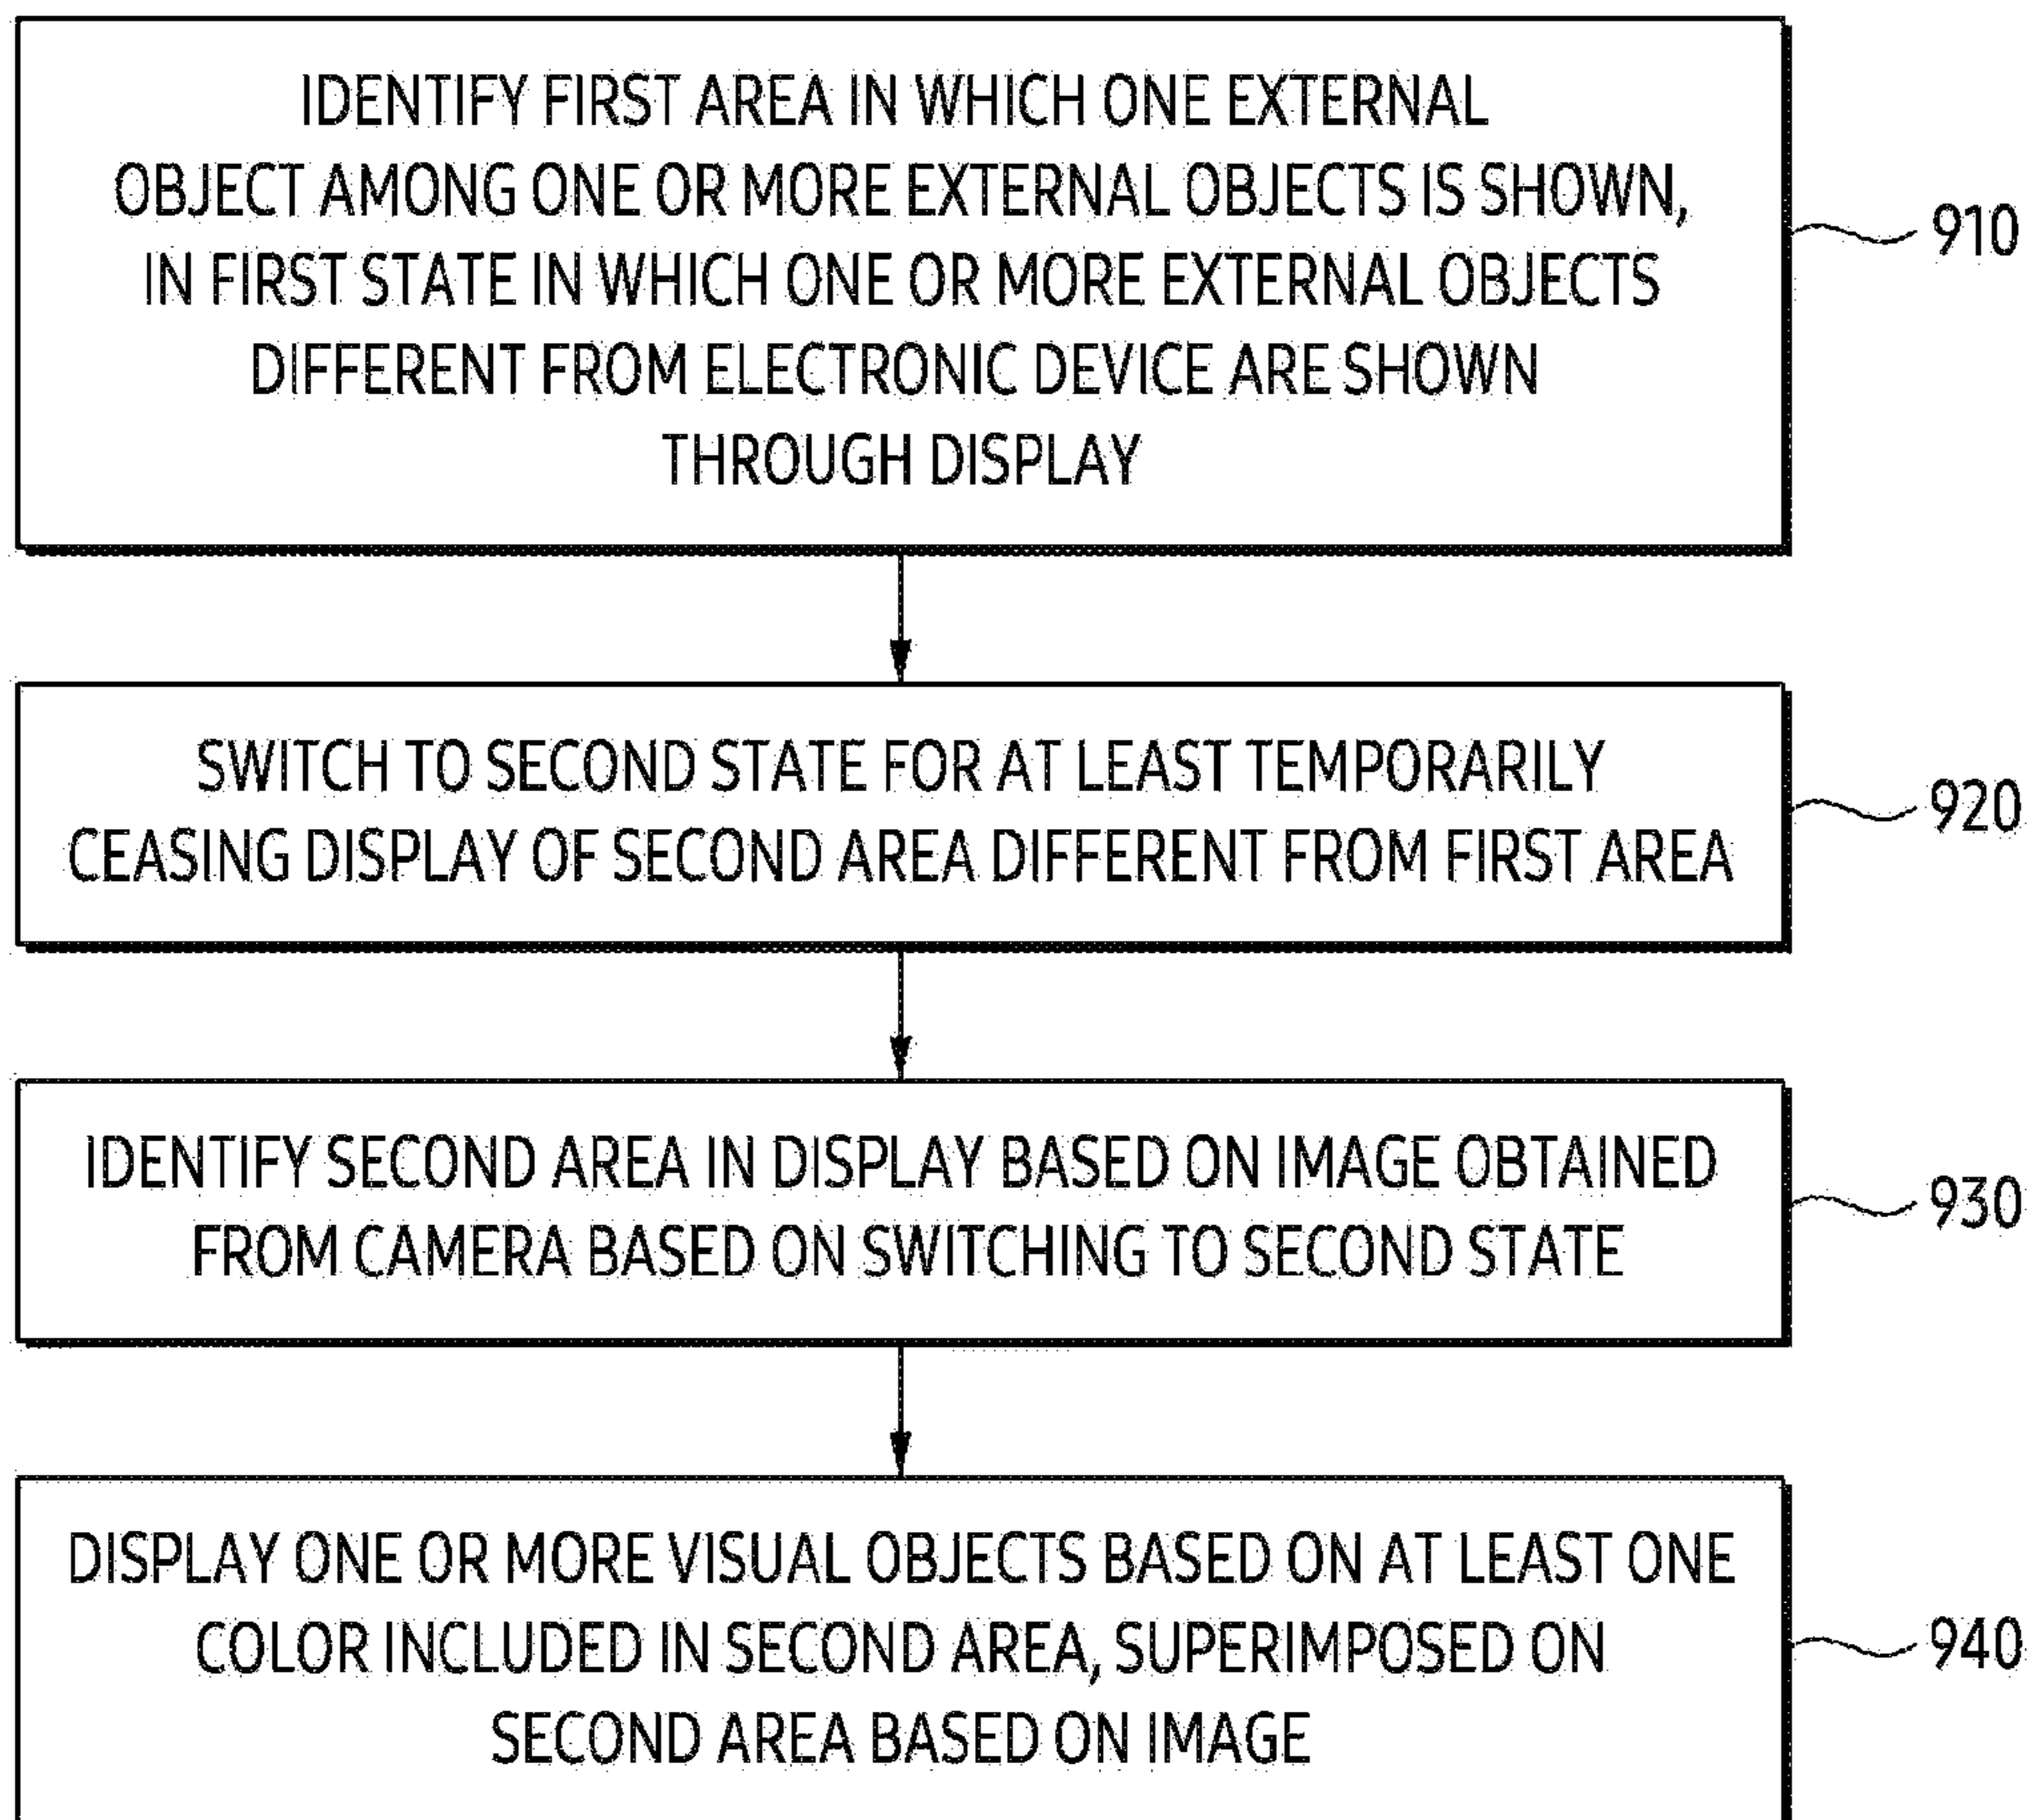 IDENTIFY FIRST AREA IN WHICH ONE EXTERNAL
OBJECT AMONG ONE OR MORE EXTERNAL OBJECTS IS SHOWN,
IN FIRST STATE IN WHICH ONE OR MORE EXTERNAL OBJECTS
DIFFERENT FROM ELECTRONIC DEVICE ARE SHOWN
THROUGH DISPLAY
910
SWITCH TO SECOND STATE FOR AT LEAST TEMPORARILY
CEASING DISPLAY OF SECOND AREA DIFFERENT FROM FIRST AREA
920
IDENTIFY SECOND AREA IN DISPLAY BASED ON IMAGE OBTAINED
FROM CAMERA BASED ON SWITCHING TO SECOND STATE
930
DISPLAY ONE OR MORE VISUAL OBJECTS BASED ON AT LEAST ONE
COLOR INCLUDED IN SECOND AREA, SUPERIMPOSED ON
SECOND AREA BASED ON IMAGE
940